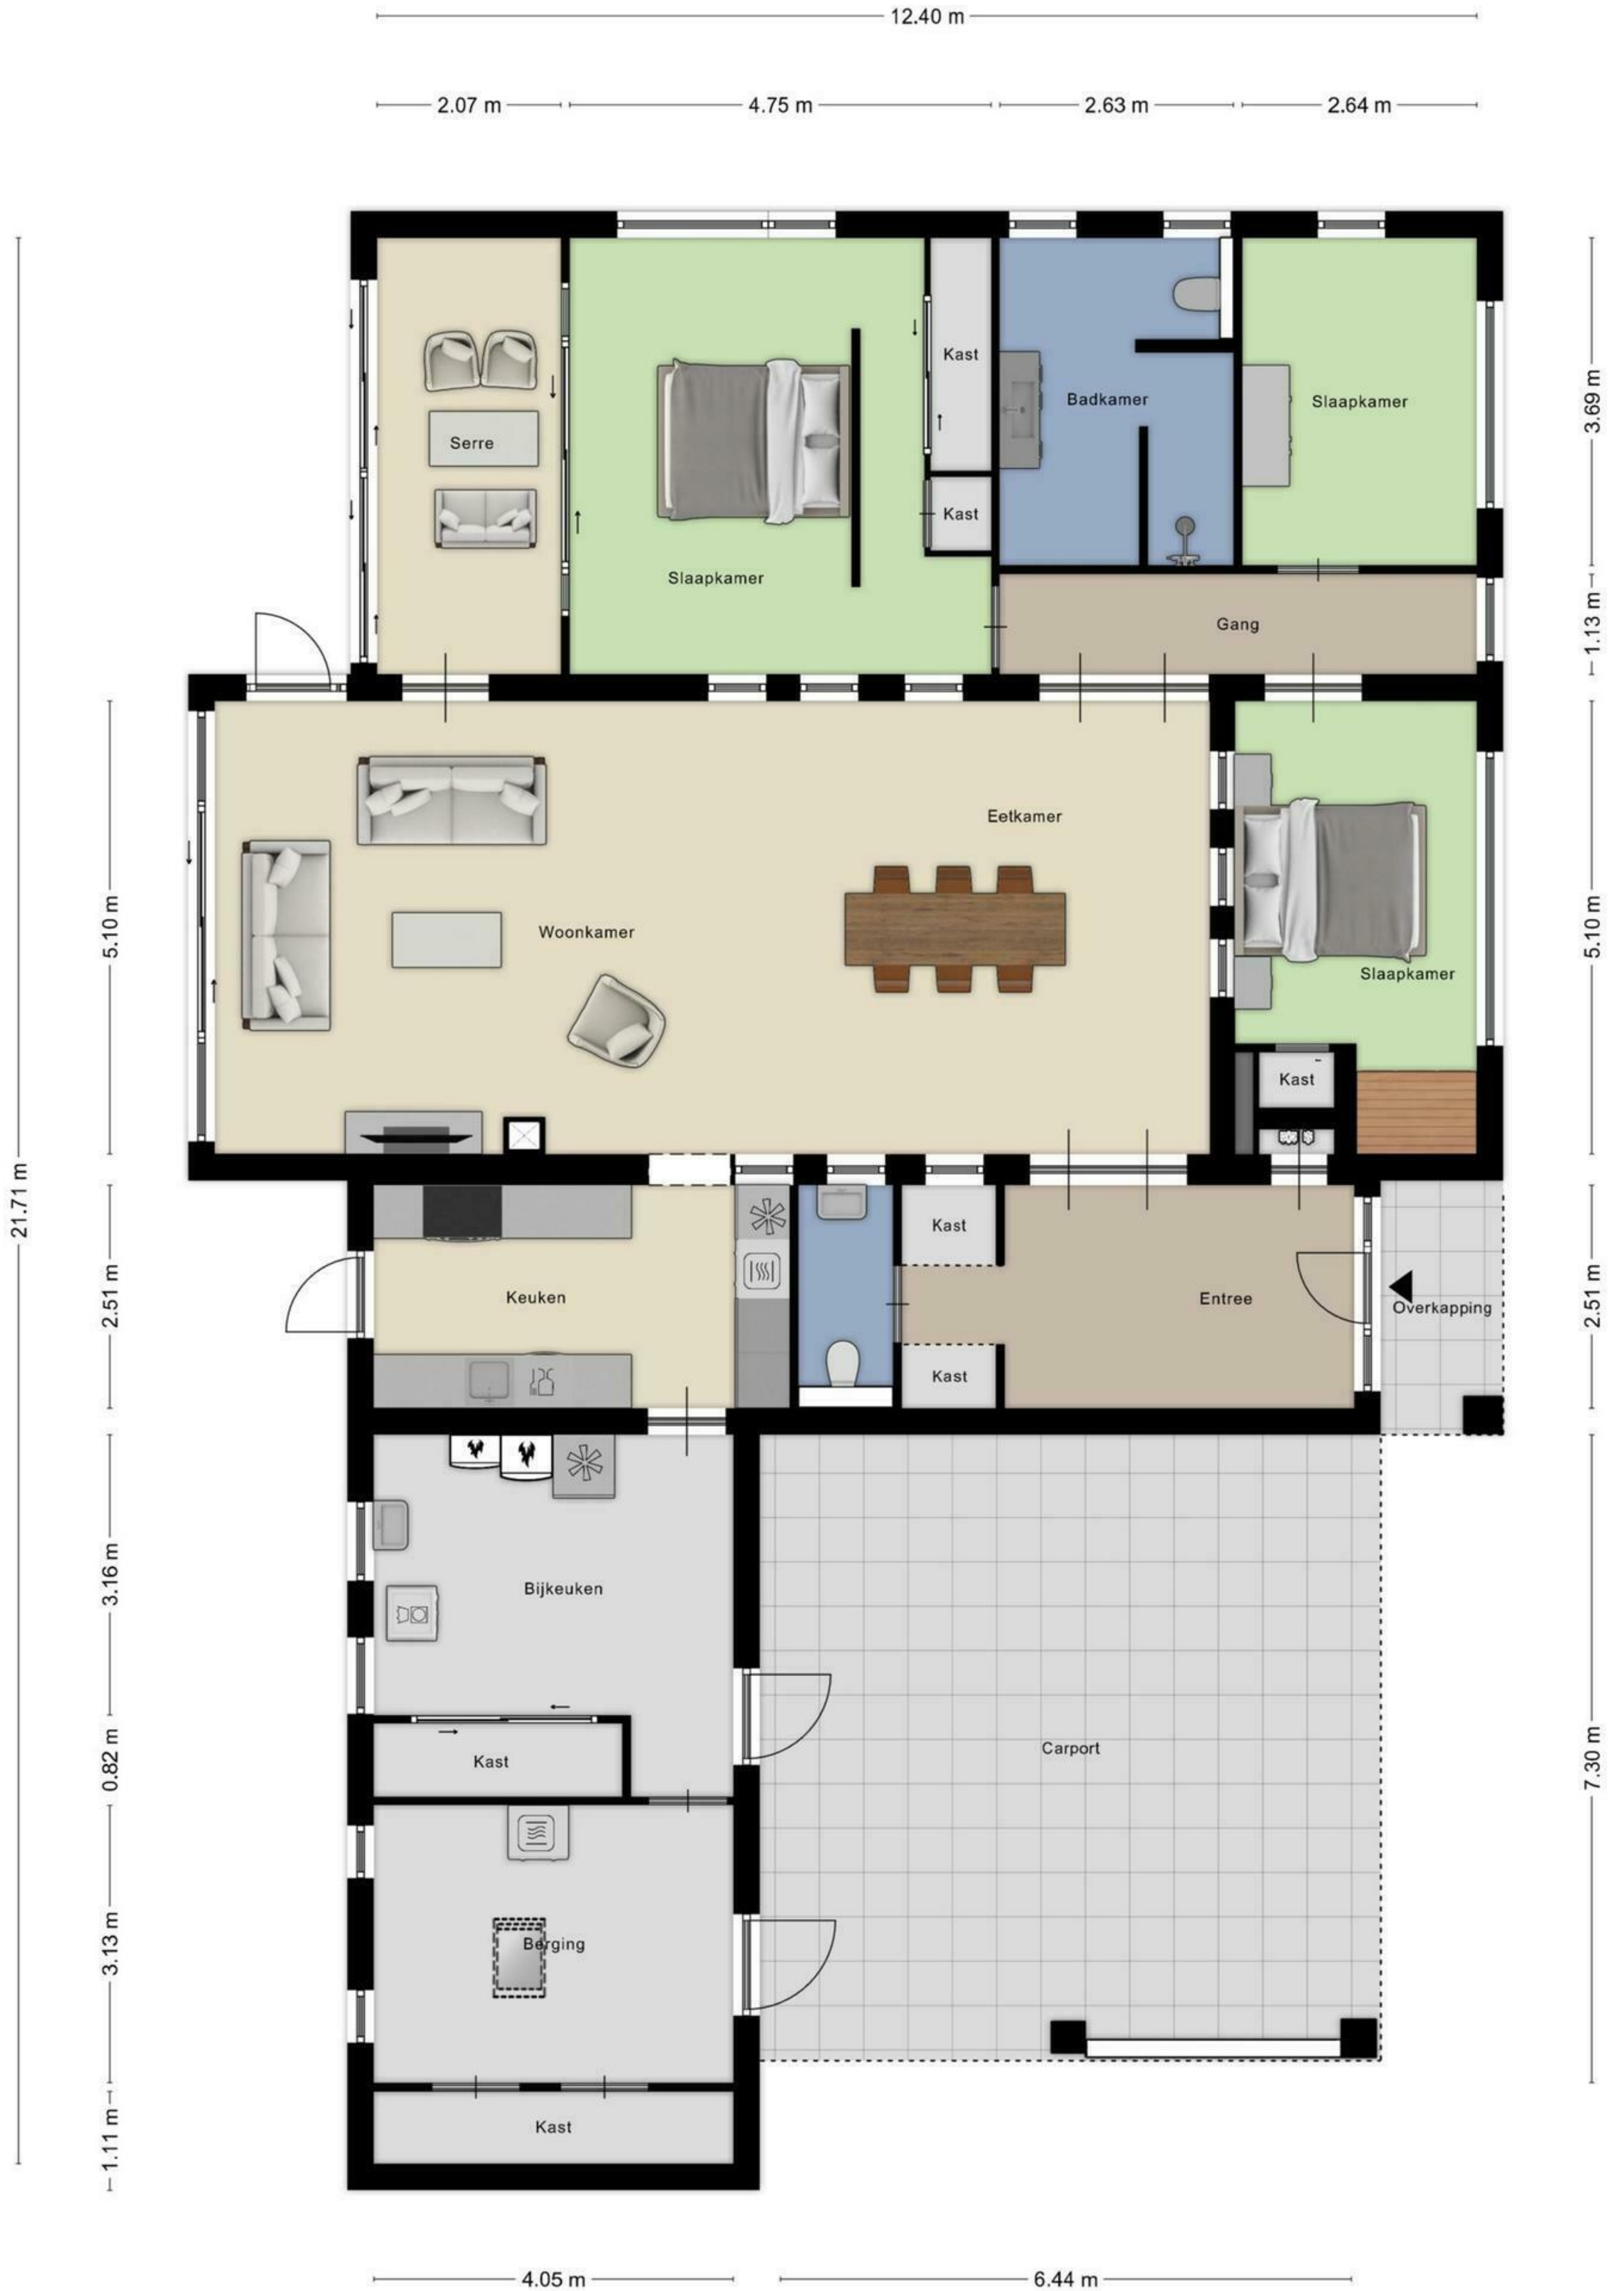 12.40 m
2.07 m
4.75 m
2.63 m
2.64 m
Kast
Badkamer
Slaapkamer
3.69 m
Serre
Kast
Slaapkamer
Gang
1.13 m
Eetkamer
5.10 m
Woonkamer
5.10 m
Slaapkamer
Kast
21.71 m
Kast
2.51 m
Keuken
Entree
Overkapping
2.51 m
Kast
3.16 m
Bijkeuken
Carport
0.82 m
Kast
7.30 m
3.13 m
Berging
1.11 m
Kast
4.05 m
6.44 m